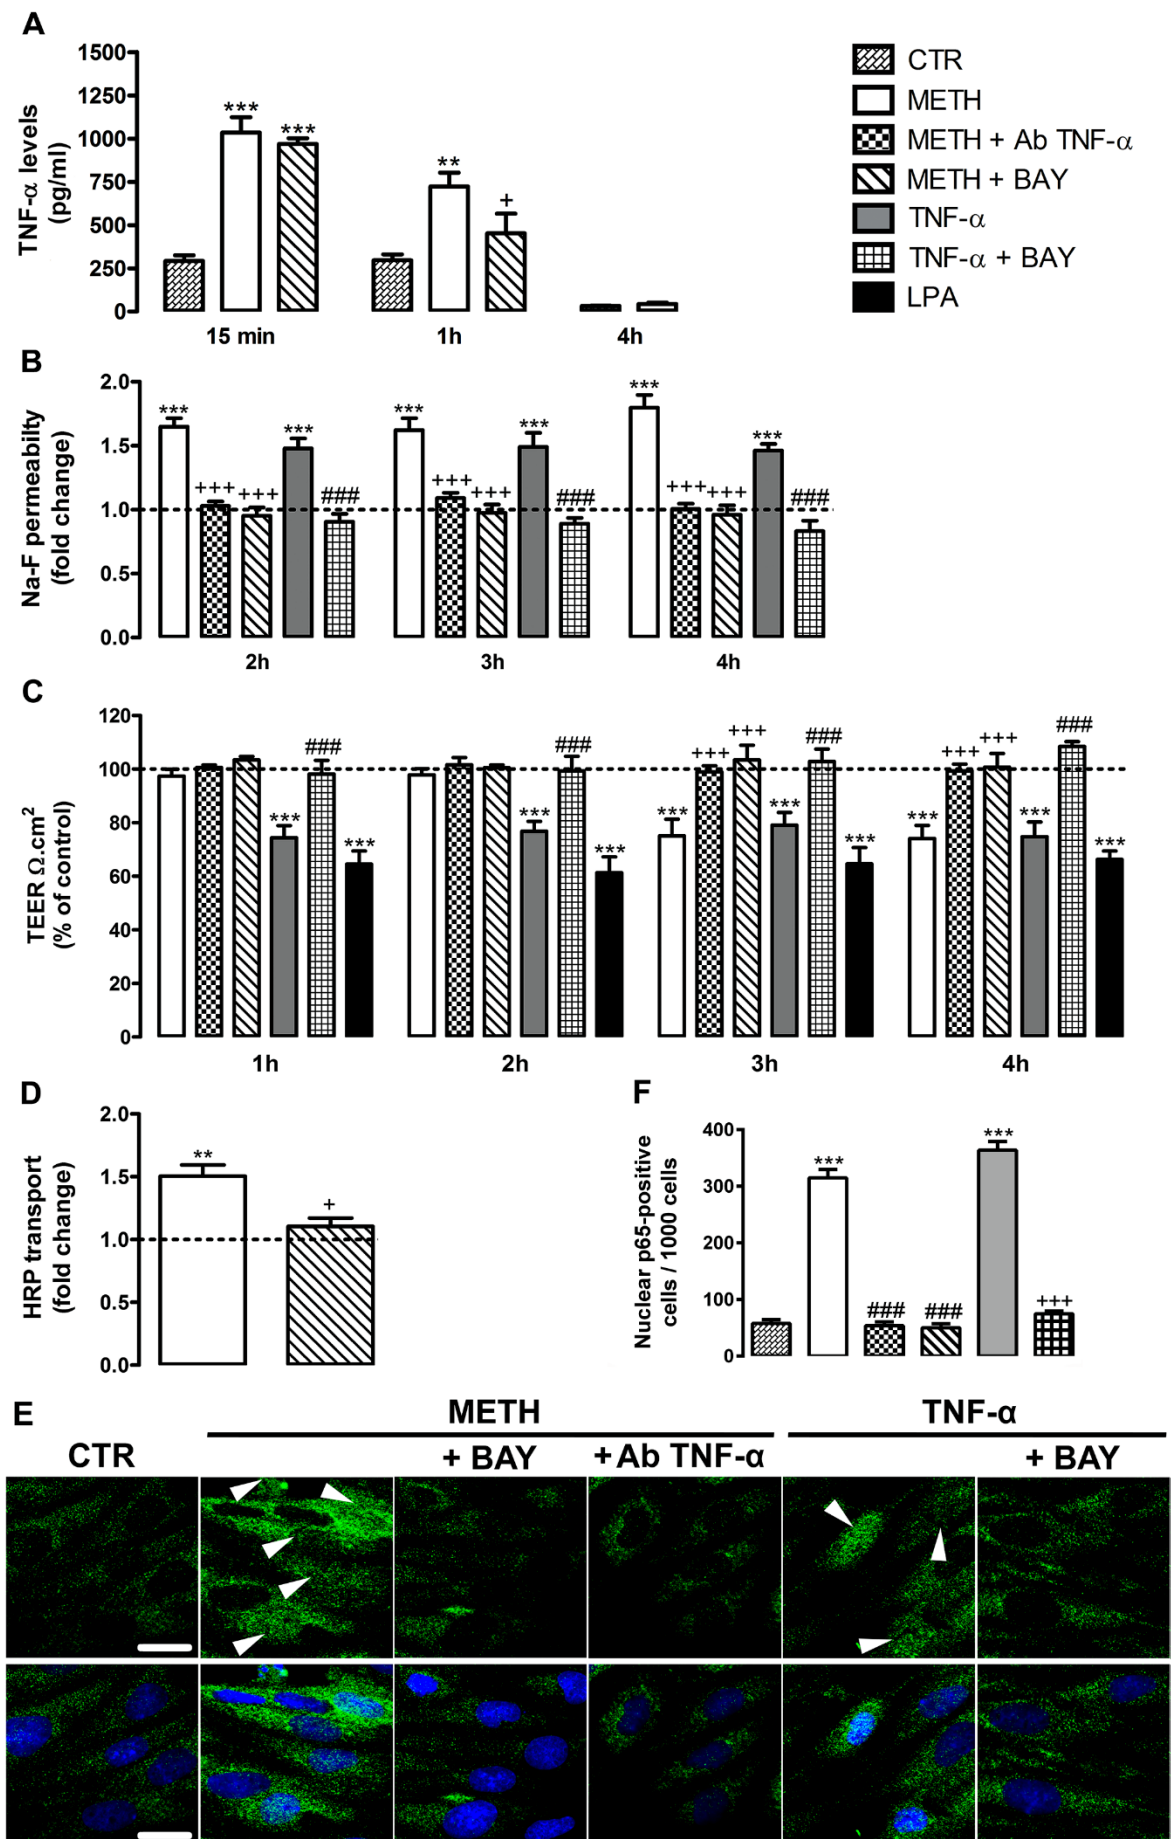 A
1500
1250
1000
750
500
250
0
TNF-α levels
(pg/ml)
***
***
**
+
15 min
1h
4h
CTR
METH
METH + Ab TNF-α
METH + BAY
TNF-α
TNF-α + BAY
LPA
B
2.0
1.5
1.0
0.5
0.0
Na-F permeabilty
(fold change)
***
+++
+++
***
###
***
+++
+++
***
###
***
+++
+++
***
###
2h
3h
4h
C
120
100
80
60
40
20
0
TEER Ω.cm2
(% of control)
***
###
***
***
###
***
***
+++
+++
***
###
***
***
+++
+++
***
###
***
1h
2h
3h
4h
D
2.0
1.5
1.0
0.5
0.0
HRP transport
(fold change)
**
+
F
400
300
200
100
0
Nuclear p65-positive
cells / 1000 cells
***
###
###
***
+++
E
METH
TNF-α
CTR
+ BAY
+ Ab TNF-α
+ BAY